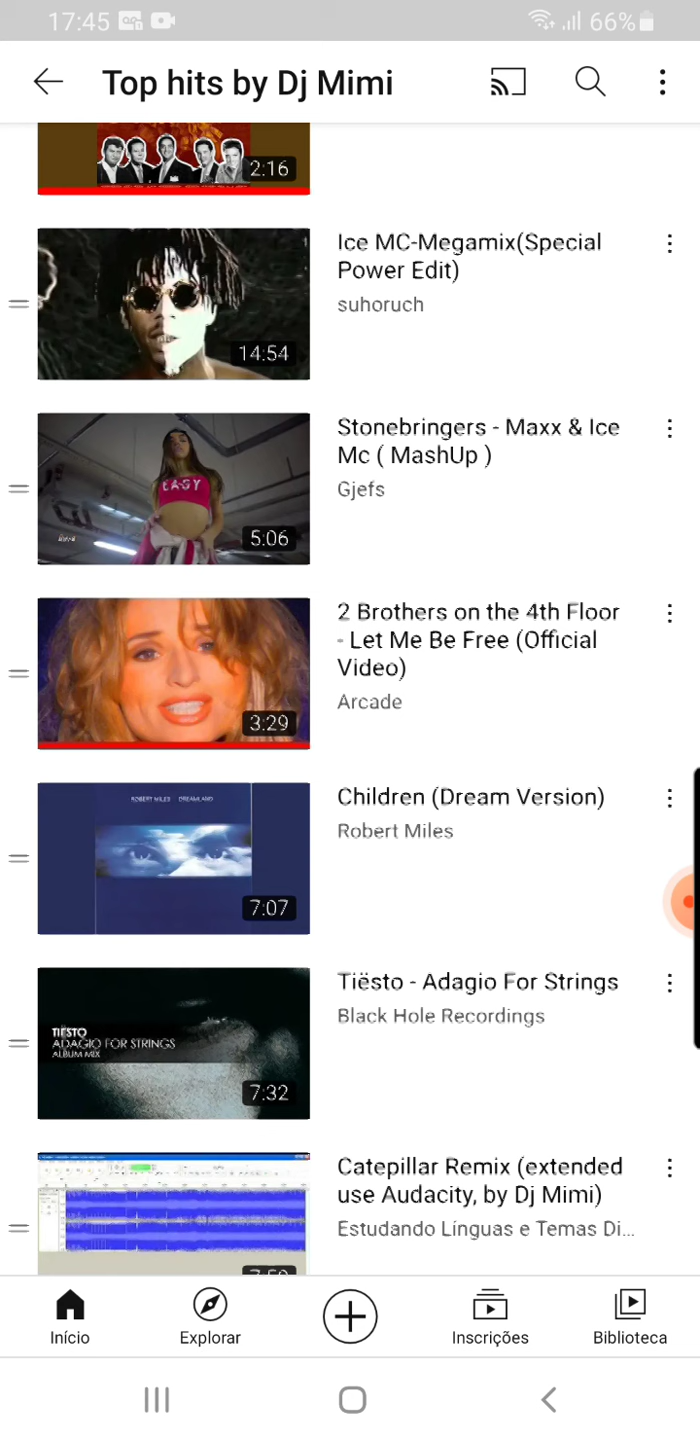 17:45
66%
Top hits by Dj Mimi
2:16
Ice MC-Megamix(Special
Power Edit)
suhoruch
14:54
Stonebringers - Maxx & Ice
Mc ( MashUp )
Gjefs
EASY
5:06
2 Brothers on the 4th Floor
- Let Me Be Free (Official
Video)
Arcade
3:29
Children (Dream Version)
Robert Miles
ROBERT MILES DREAMLAND
7:07
Tiësto - Adagio For Strings
Black Hole Recordings
TIËSTO
ADAGIO FOR STRINGS
ALBUM MIX
7:32
Catepillar Remix (extended
use Audacity, by Dj Mimi)
Estudando Línguas e Temas Di...
Início
Explorar
Inscrições
Biblioteca